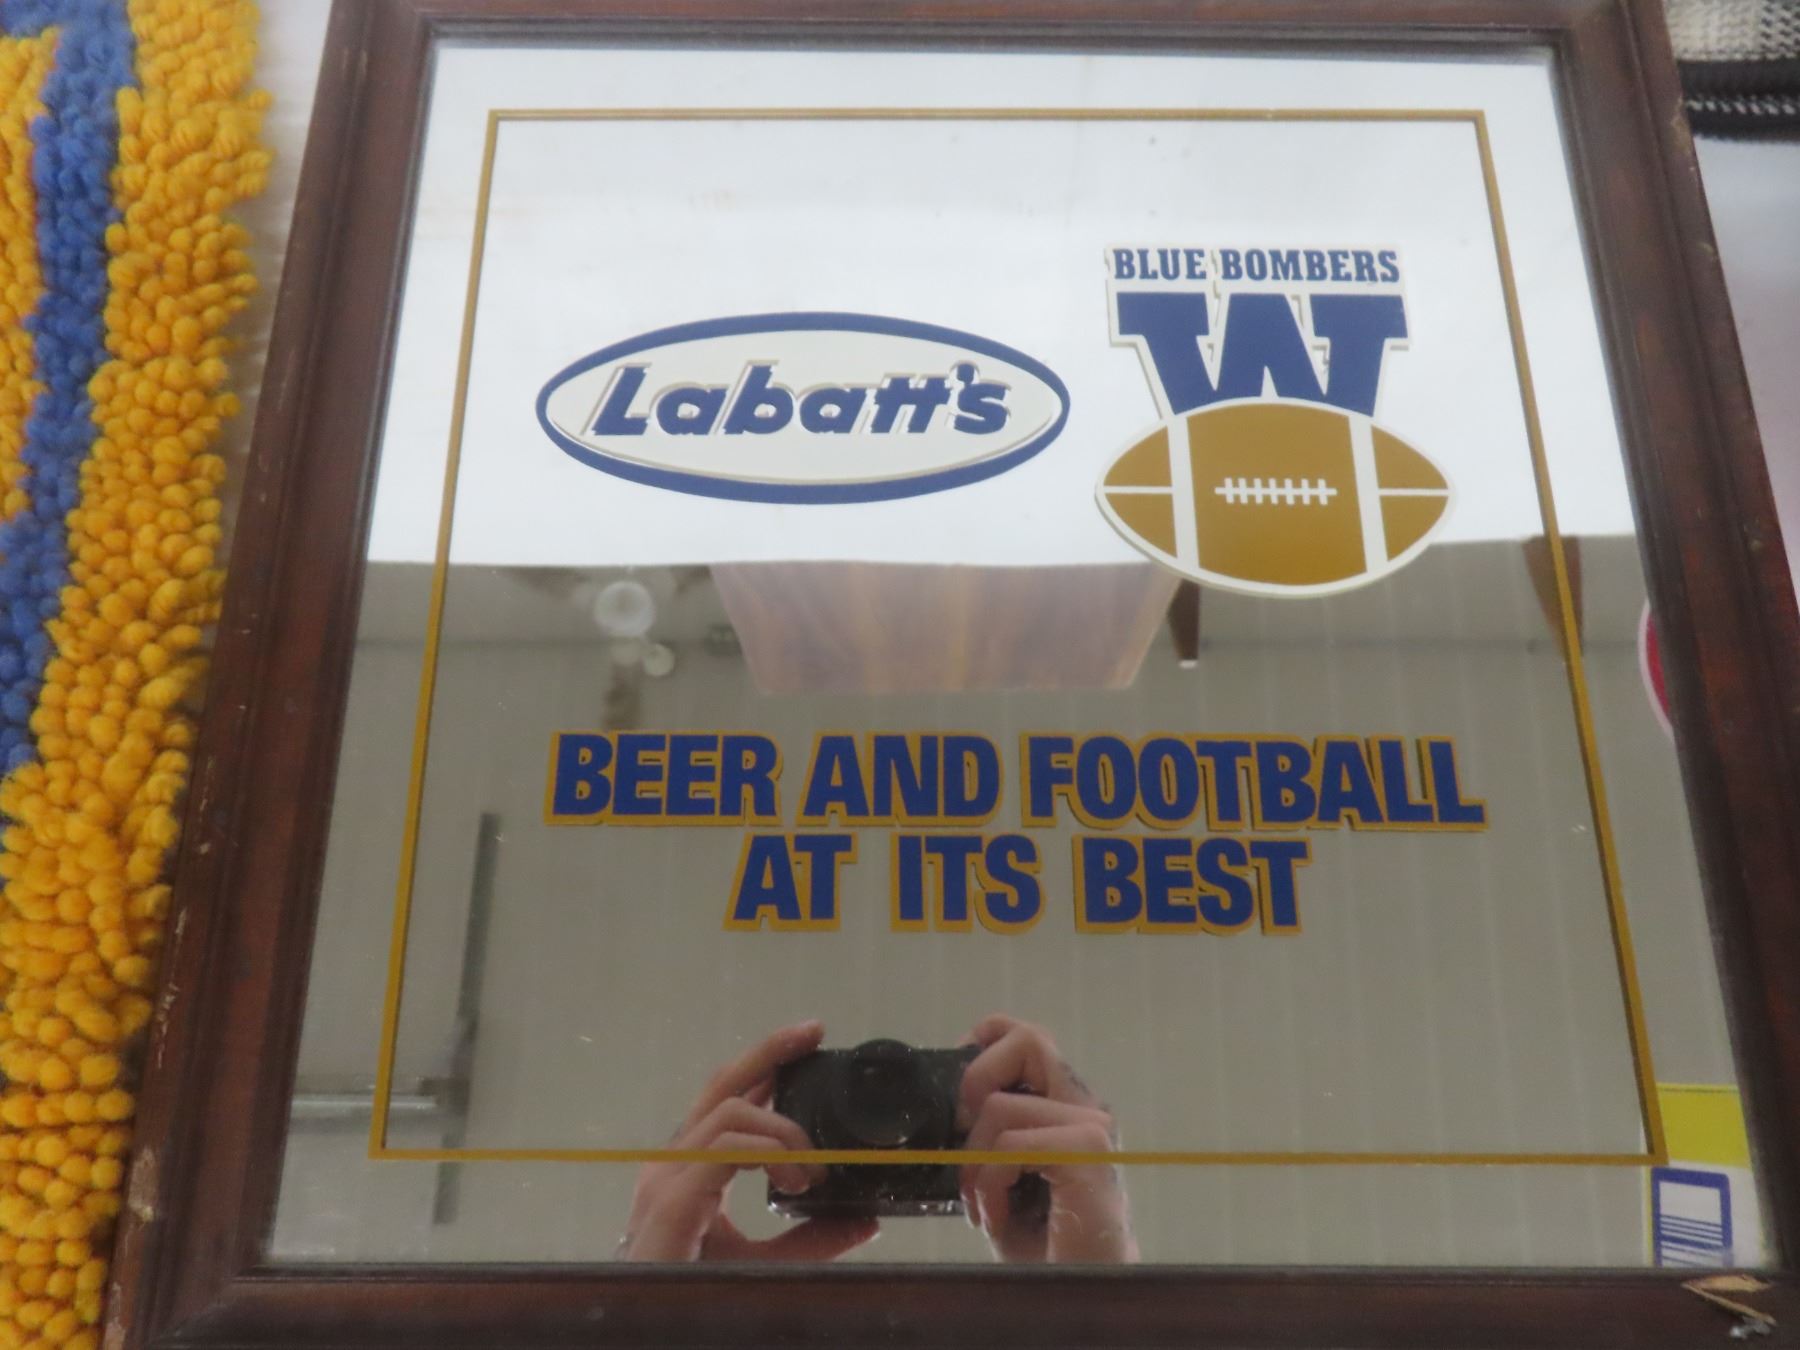 BLUE BOMBERS
W
Labatt's
BEER AND FOOTBALL
AT ITS BEST